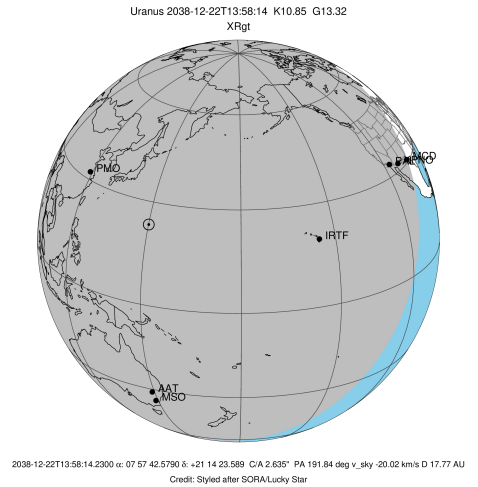 Uranus 2038-12-22T13:58:14  K10.85  G13.32
XRgt
MCD
PMO
IRTF
AAT
MSO
2038-12-22T13:58:14.2300 α: 07 57 42.5790 δ: +21 14 23.589  C/A 2.635"  PA 191.84 deg v_sky -20.02 km/s D 17.77 AU
Credit: Styled after SORA/Lucky Star